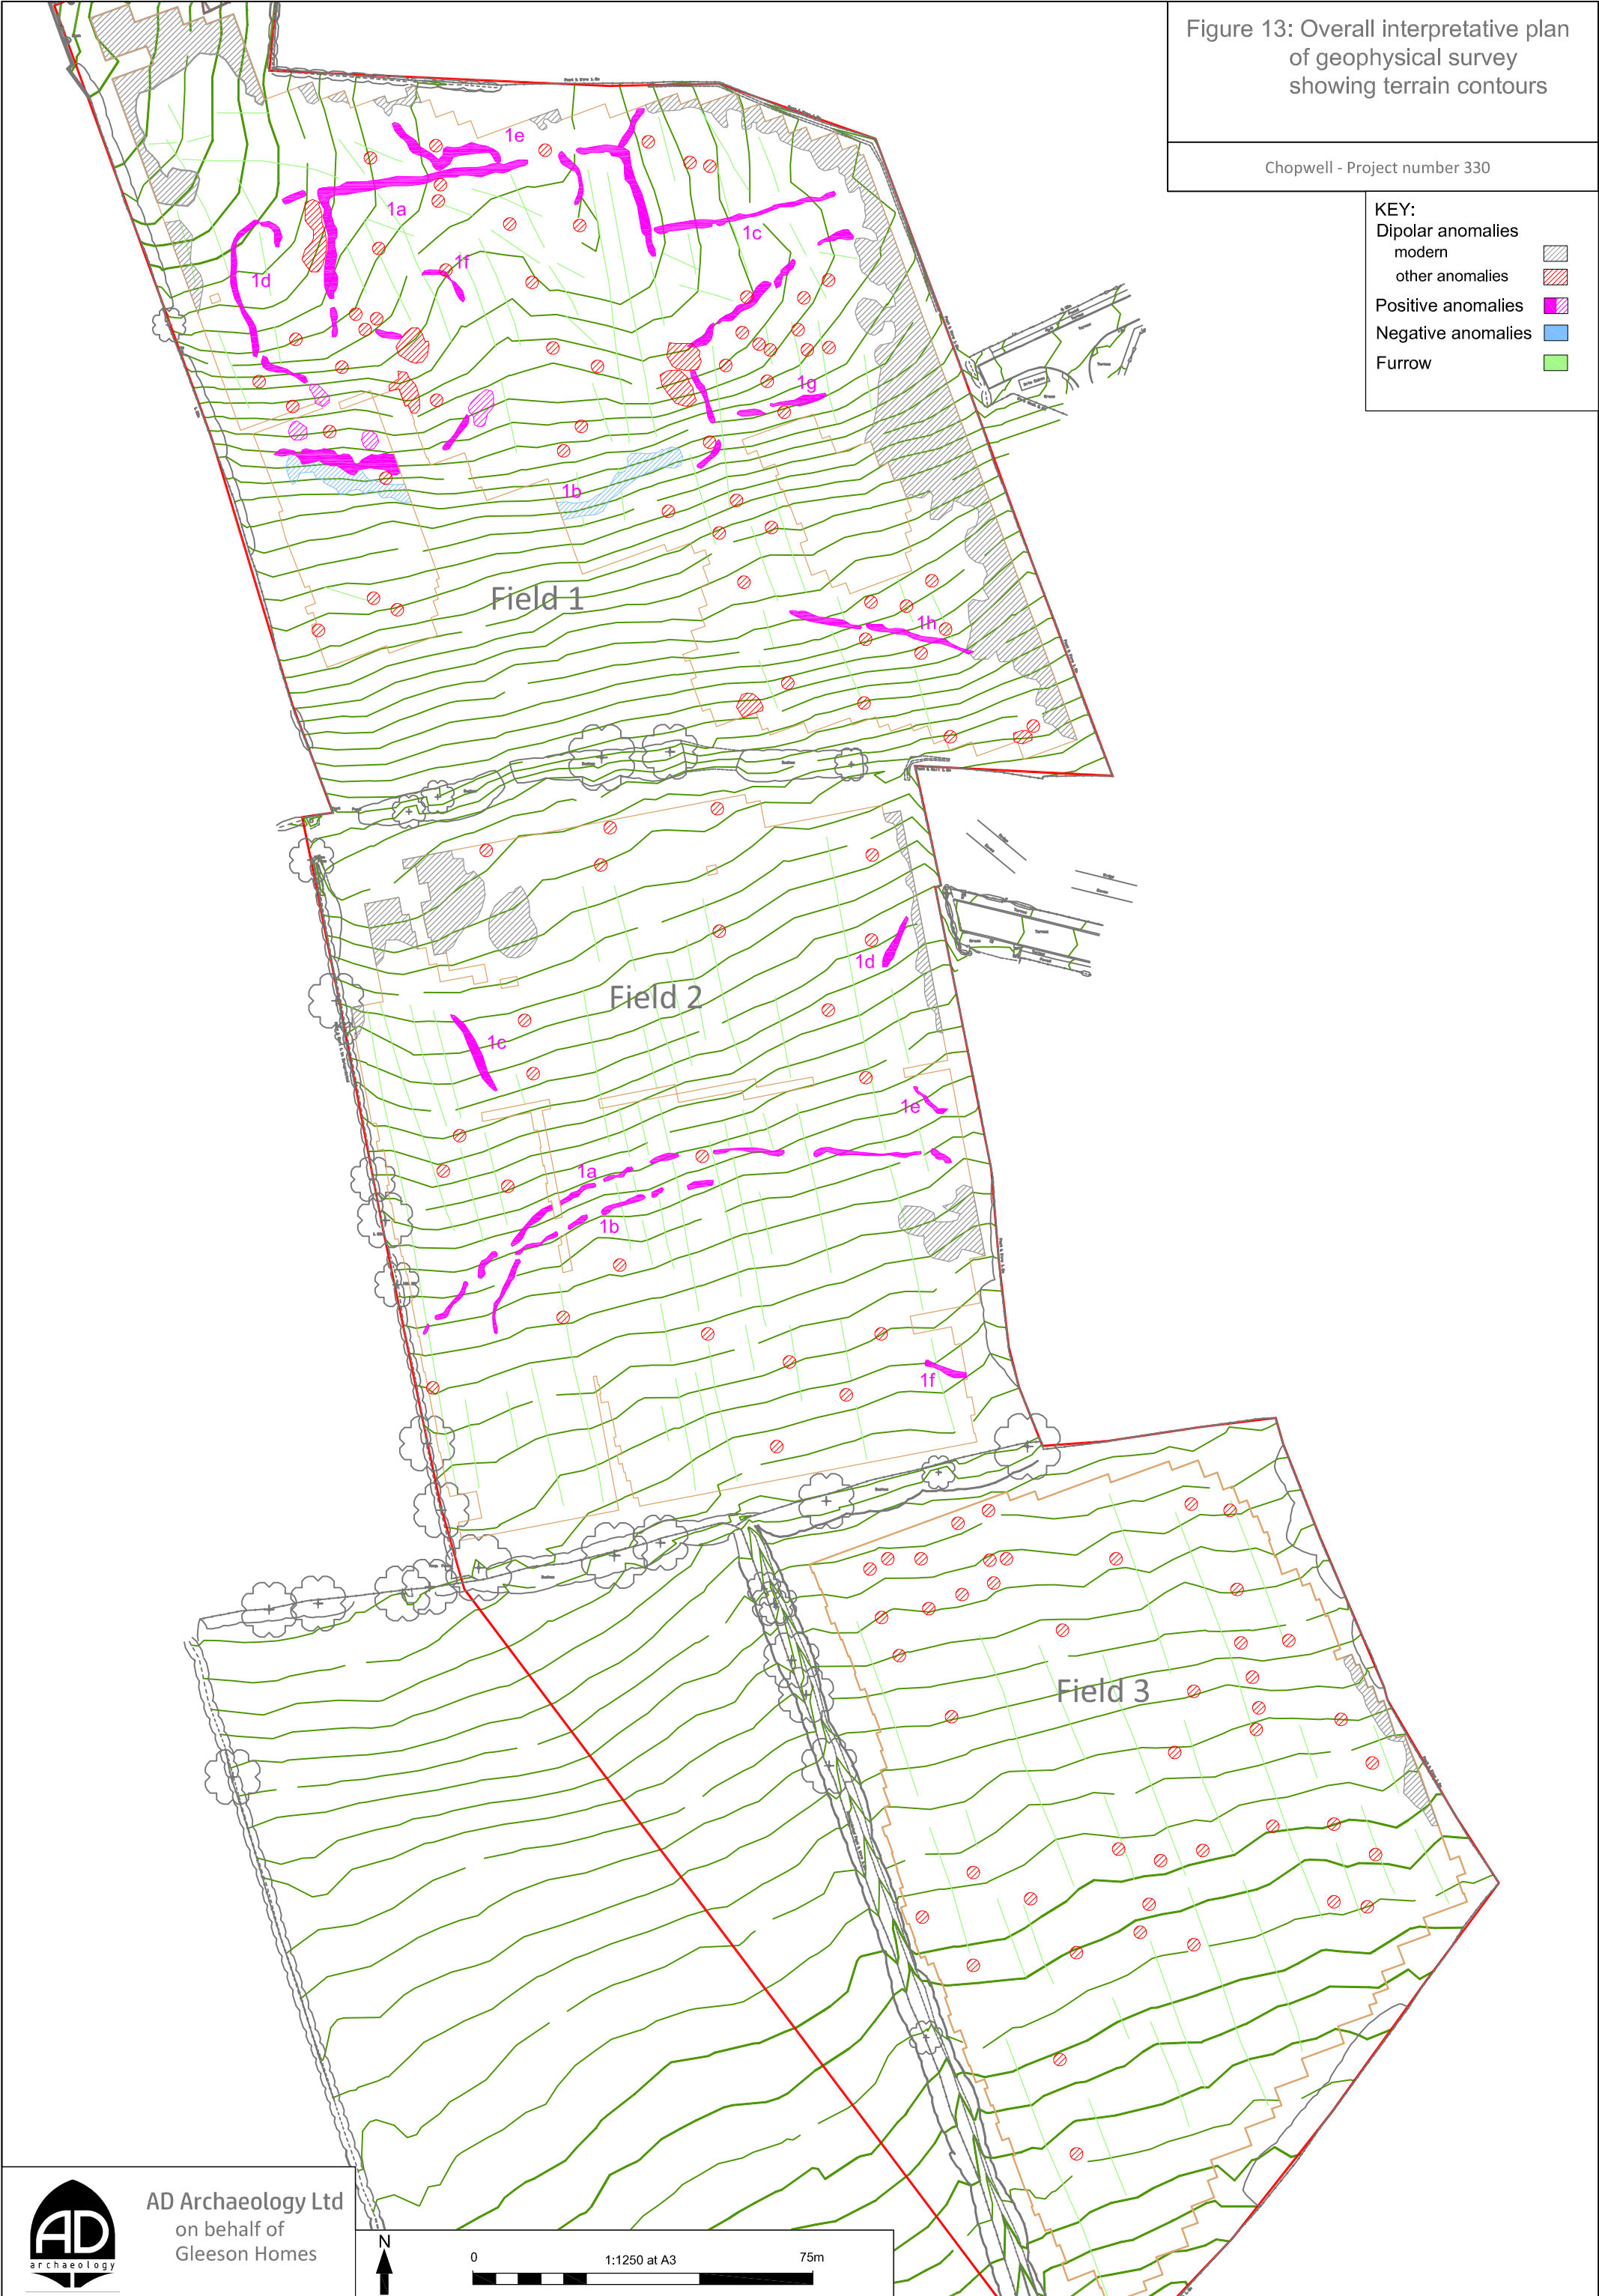 Figure 13: Overall interpretative plan
of geophysical survey
showing terrain contours
Chopwell - Project number 330
KEY:
Dipolar anomalies
modern
other anomalies
Positive anomalies
Negative anomalies
Furrow
1e
1a
1c
1f
1d
1g
1b
Field 1
1h
1d
Field 2
1c
1e
1a
1b
1f
Field 3
AD
archaeology
AD Archaeology Ltd
on behalf of
Gleeson Homes
N
0 1:1250 at A3 75m